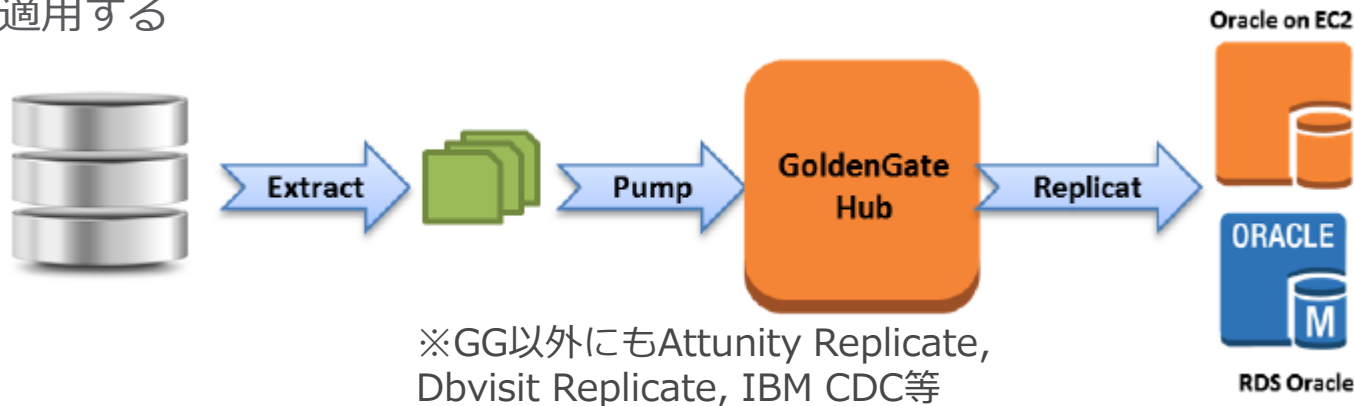 適用する
Oracle on EC2
Extract
Pump
GoldenGate
Hub
Replicat
ORACLE
M
RDS Oracle
※GG以外にもAttunity Replicate,
Dbvisit Replicate, IBM CDC等